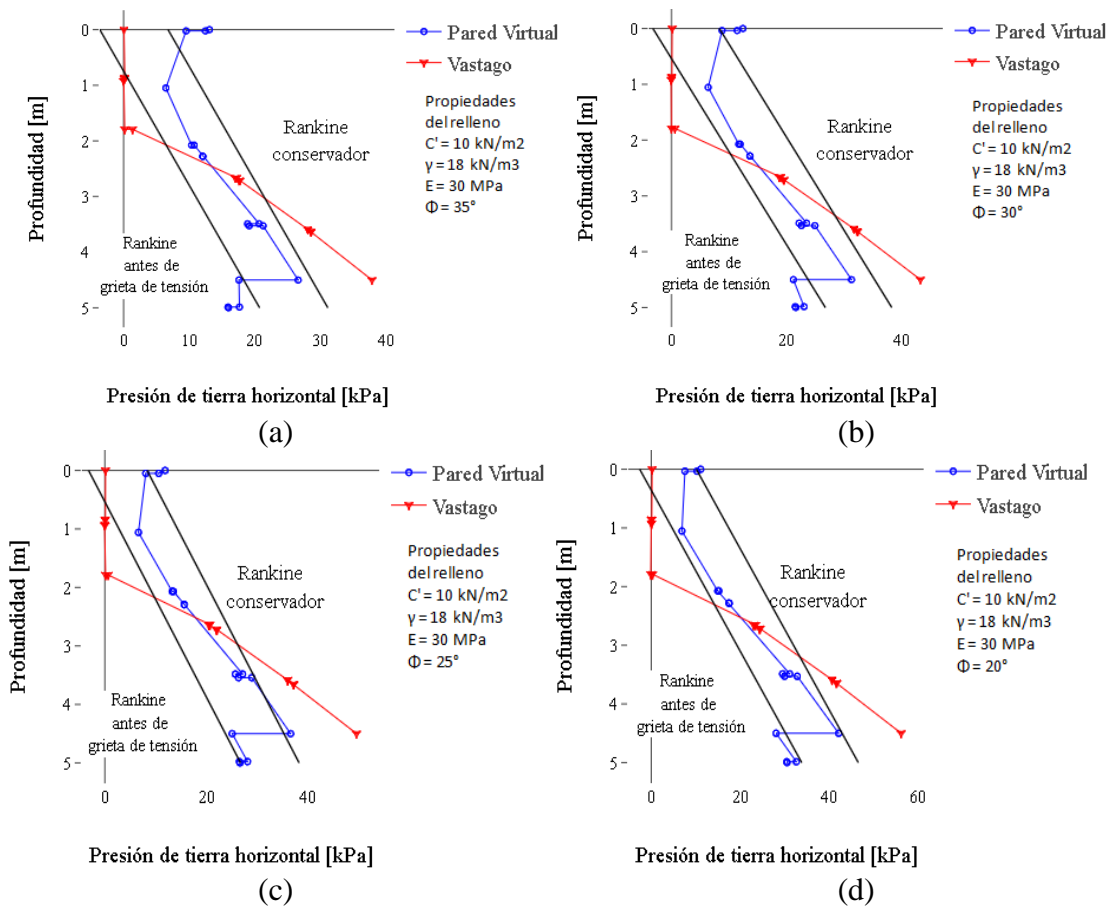 0
1
2
3
4
5
Profundidad [m]
Pared Virtual
Vastago
Propiedades
del relleno
C' = 10 kN/m2
γ = 18 kN/m3
E = 30 MPa
Φ = 35°
Rankine
conservador
Rankine
antes de
grieta de tensión
0
10
20
30
40
Presión de tierra horizontal [kPa]
(a)
0
1
2
3
4
5
Profundidad [m]
Pared Virtual
Vastago
Propiedades
del relleno
C' = 10 kN/m2
γ = 18 kN/m3
E = 30 MPa
Φ = 30°
Rankine
conservador
Rankine
antes de
grieta de tensión
0
20
40
Presión de tierra horizontal [kPa]
(b)
0
1
2
3
4
5
Profundidad [m]
Pared Virtual
Vastago
Propiedades
del relleno
C' = 10 kN/m2
γ = 18 kN/m3
E = 30 MPa
Φ = 25°
Rankine
conservador
Rankine
antes de
grieta de tensión
0
20
40
Presión de tierra horizontal [kPa]
(c)
0
1
2
3
4
5
Profundidad [m]
Pared Virtual
Vastago
Propiedades
del relleno
C' = 10 kN/m2
γ = 18 kN/m3
E = 30 MPa
Φ = 20°
Rankine
conservador
Rankine
antes de
grieta de tensión
0
20
40
60
Presión de tierra horizontal [kPa]
(d)